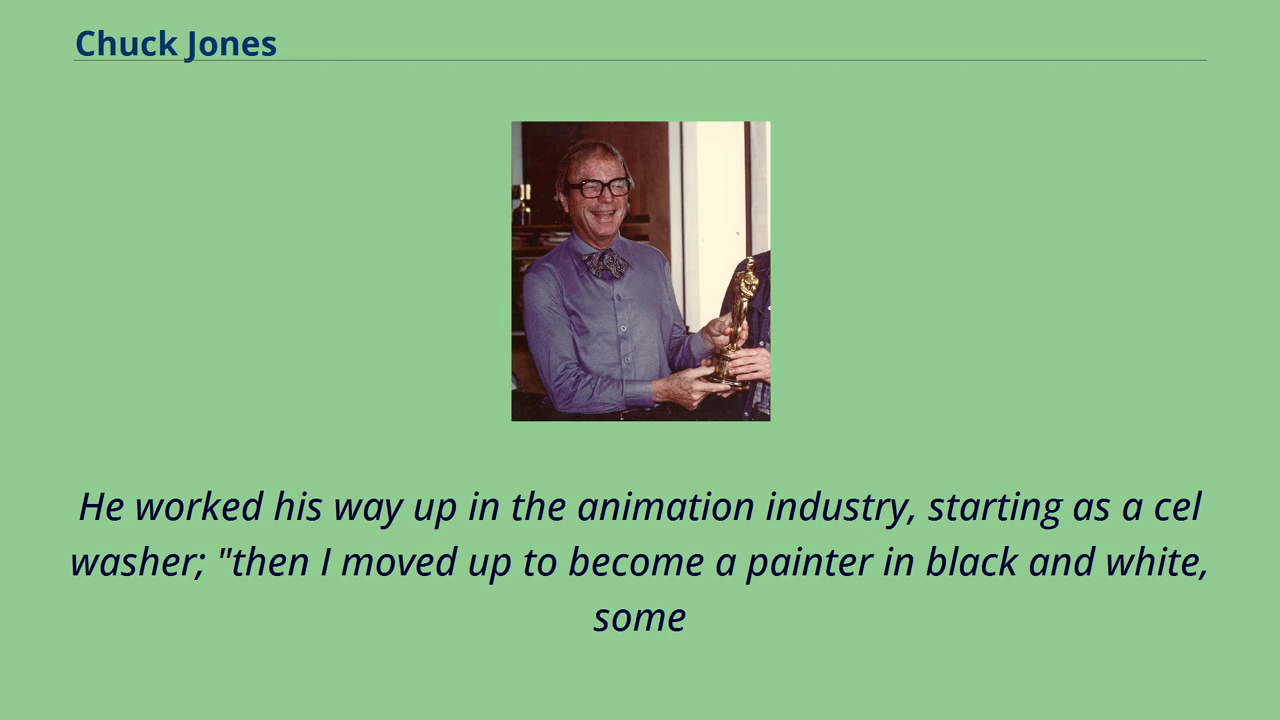 Chuck Jones
He worked his way up in the animation industry, starting as a cel
washer; "then I moved up to become a painter in black and white,
some